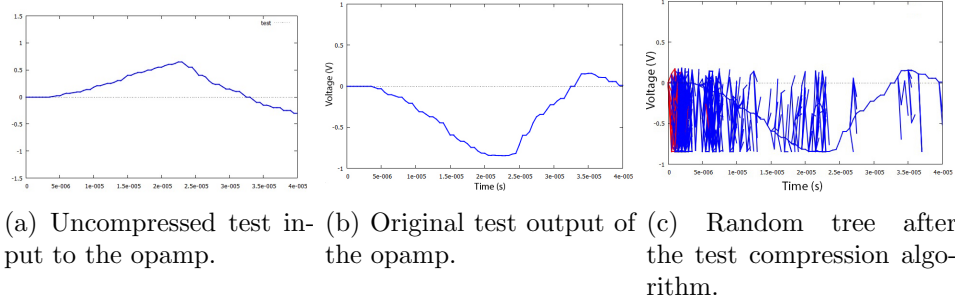 1.5
1
0.5
0
-0.5
-1
-1.5
test
0 5e-006 1e-005 1.5e-005 2e-005 2.5e-005 3e-005 3.5e-005 4e-005
1
0.5
0
-0.5
-1
Voltage (V)
0 5e-006 1e-005 1.5e-005 2e-005 2.5e-005 3e-005 3.5e-005 4e-005
Time (s)
1
0.5
0
-0.5
-1
Voltage (V)
0 5e-006 1e-005 1.5e-005 2e-005 2.5e-005 3e-005 3.5e-005 4e-005
Time (s)
(a) Uncompressed test in-
put to the opamp.
(b) Original test output of
the opamp.
(c) Random tree after
the test compression algo-
rithm.